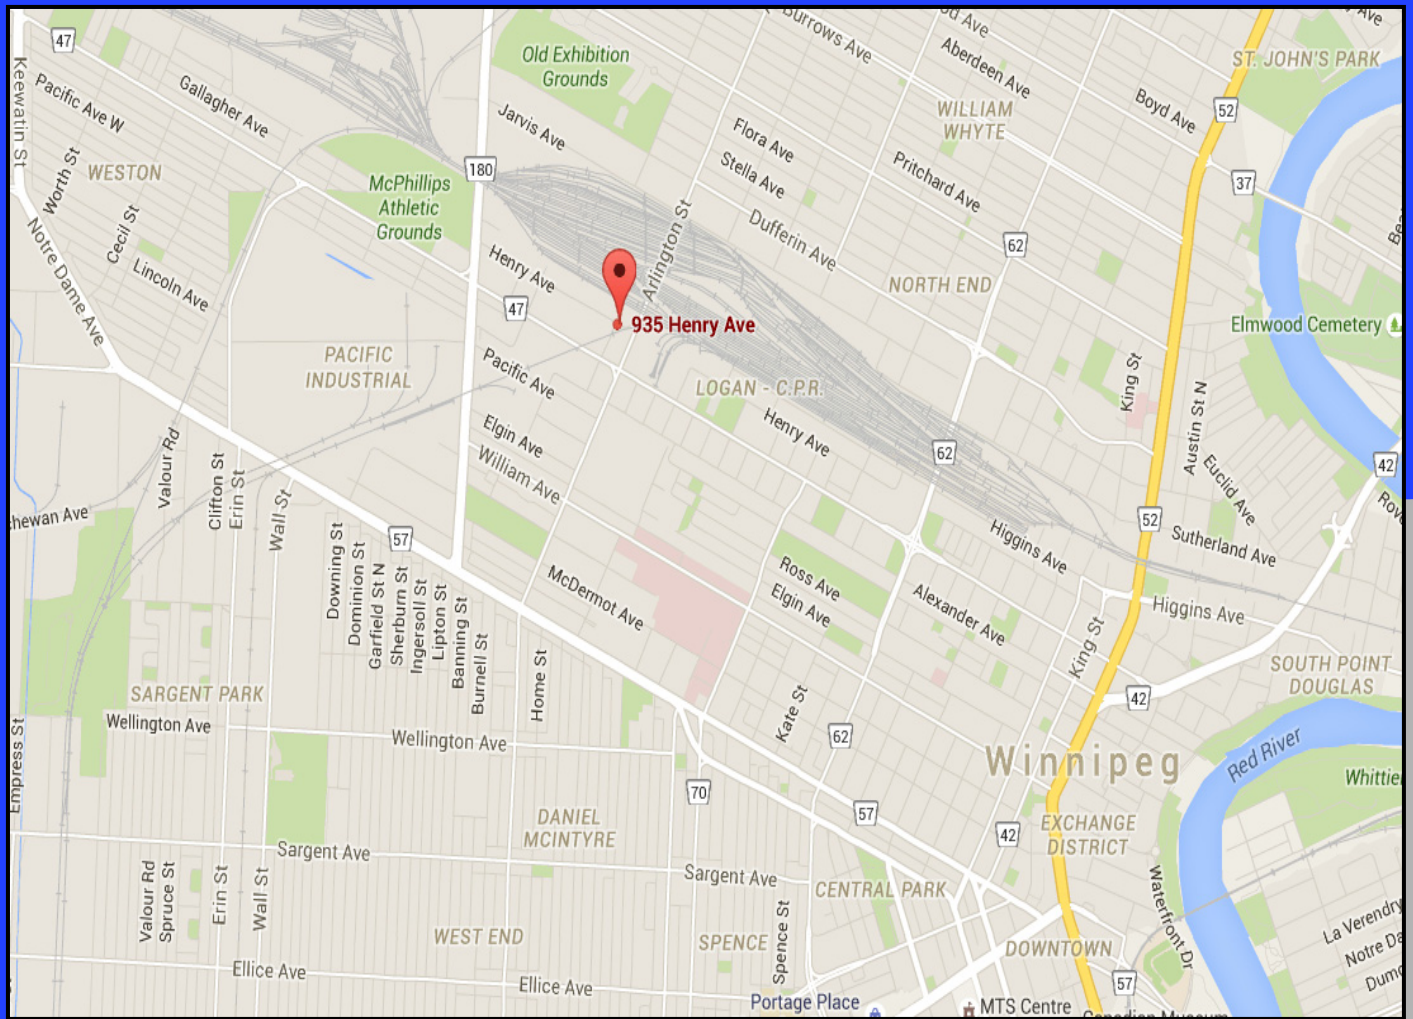 47
Keewatin St
Pacific Ave W
Gallagher Ave
180
Old Exhibition
Grounds
Burrows Ave
Aberdeen Ave
ST. JOHN'S PARK
Jarvis Ave
WILLIAM
WHYTE
Boyd Ave
52
Flora Ave
Stella Ave
Pritchard Ave
37
Worth St
WESTON
McPhillips
Athletic
Grounds
180
Cecil St
Lincoln Ave
Notre Dame Ave
Henry Ave
Arlington St
Dufferin Ave
62
NORTH END
47
935 Henry Ave
Elmwood Cemetery
PACIFIC
INDUSTRIAL
Pacific Ave
LOGAN - C.P.R.
King St
Austin St N
Henry Ave
Elgin Ave
William Ave
62
42
Valour Rd
Clifton St
Erin St
Wall St
Euclid Ave
chewan Ave
57
52
Higgins Ave
Sutherland Ave
Downing St
Dominion St
Garfield St N
Sherburn St
Ingersoll St
Lipton St
Banning St
Burnell St
Home St
McDermot Ave
Ross Ave
Elgin Ave
Alexander Ave
Higgins Ave
King St
SOUTH POINT
DOUGLAS
SARGENT PARK
Wellington Ave
Wellington Ave
Kate St
62
42
Empress St
Winnipeg
Red River
Whittier
70
57
42
DANIEL
MCINTYRE
EXCHANGE
DISTRICT
Sargent Ave
Sargent Ave
CENTRAL PARK
Valour Rd
Spruce St
Erin St
Wall St
Waterfront Dr
WEST END
SPENCE
Spence St
DOWNTOWN
La Verendry
Notre Da
Dumo
Ellice Ave
Ellice Ave
Portage Place
MTS Centre
57
Canadian Museum